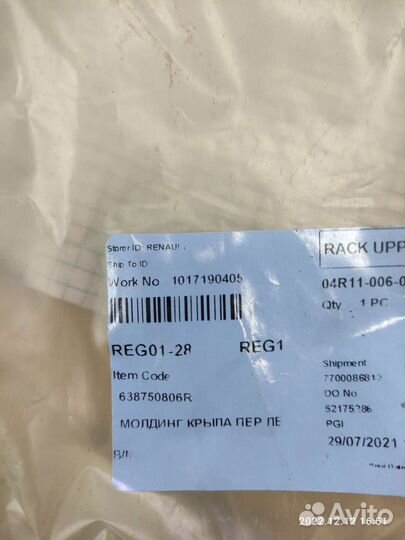 Storer ID: RENAUL
RACK UPP
Ship To ID
Work No 1017190405
04R11-006-0
Qty 1 PC
REG01-28 REG1
Item Code
Shipment
638750806R
DO No
52175286
МОЛДИНГ КРЫЛА ПЕР ЛЕ
PGI
29/07/2021
S/N
2022.12.12 16:51
Avito